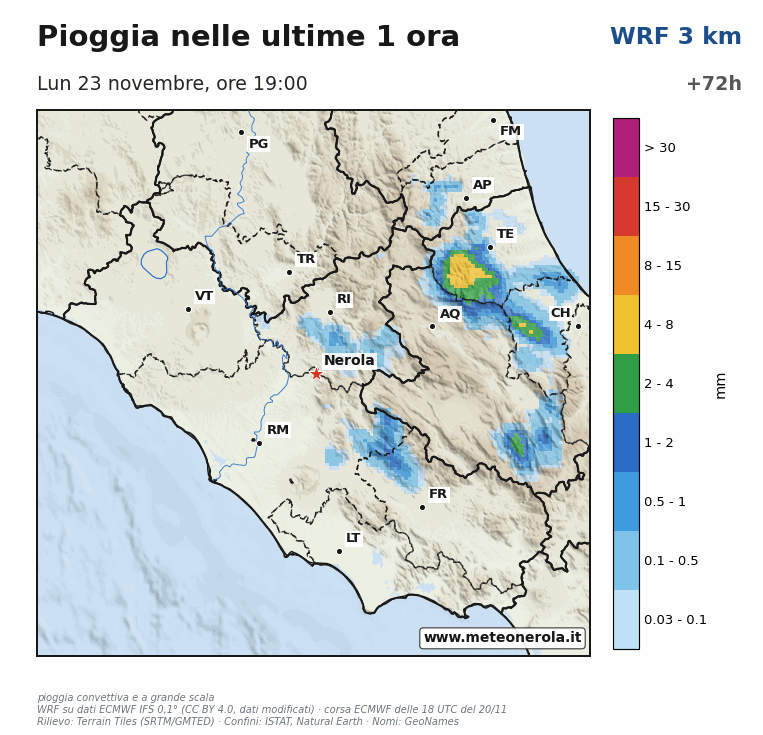 Pioggia nelle ultime 1 ora
WRF 3 km
Lun 23 novembre, ore 19:00
+72h
FM
PG
AP
TE
TR
RI
VT
AQ
CH
Nerola
RM
FR
LT
www.meteonerola.it
> 30
15 - 30
8 - 15
4 - 8
2 - 4
1 - 2
0.5 - 1
0.1 - 0.5
0.03 - 0.1
mm
pioggia convettiva e a grande scala
WRF su dati ECMWF IFS 0,1° (CC BY 4.0, dati modificati) · corsa ECMWF delle 18 UTC del 20/11
Rilievo: Terrain Tiles (SRTM/GMTED) · Confini: ISTAT, Natural Earth · Nomi: GeoNames